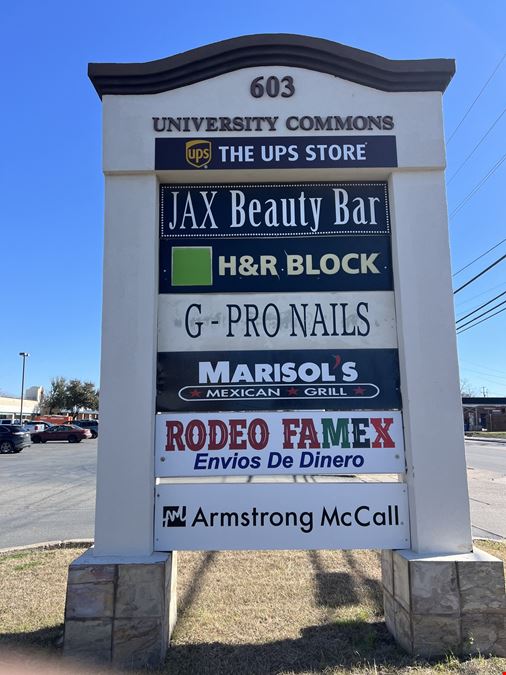 603
UNIVERSITY COMMONS
ups THE UPS STORE
JAX Beauty Bar
H&R BLOCK
G-PRO NAILS
MARISOL'S
MEXICAN ★ GRILL
RODEO FAMEX
Envios De Dinero
AM Armstrong McCall.